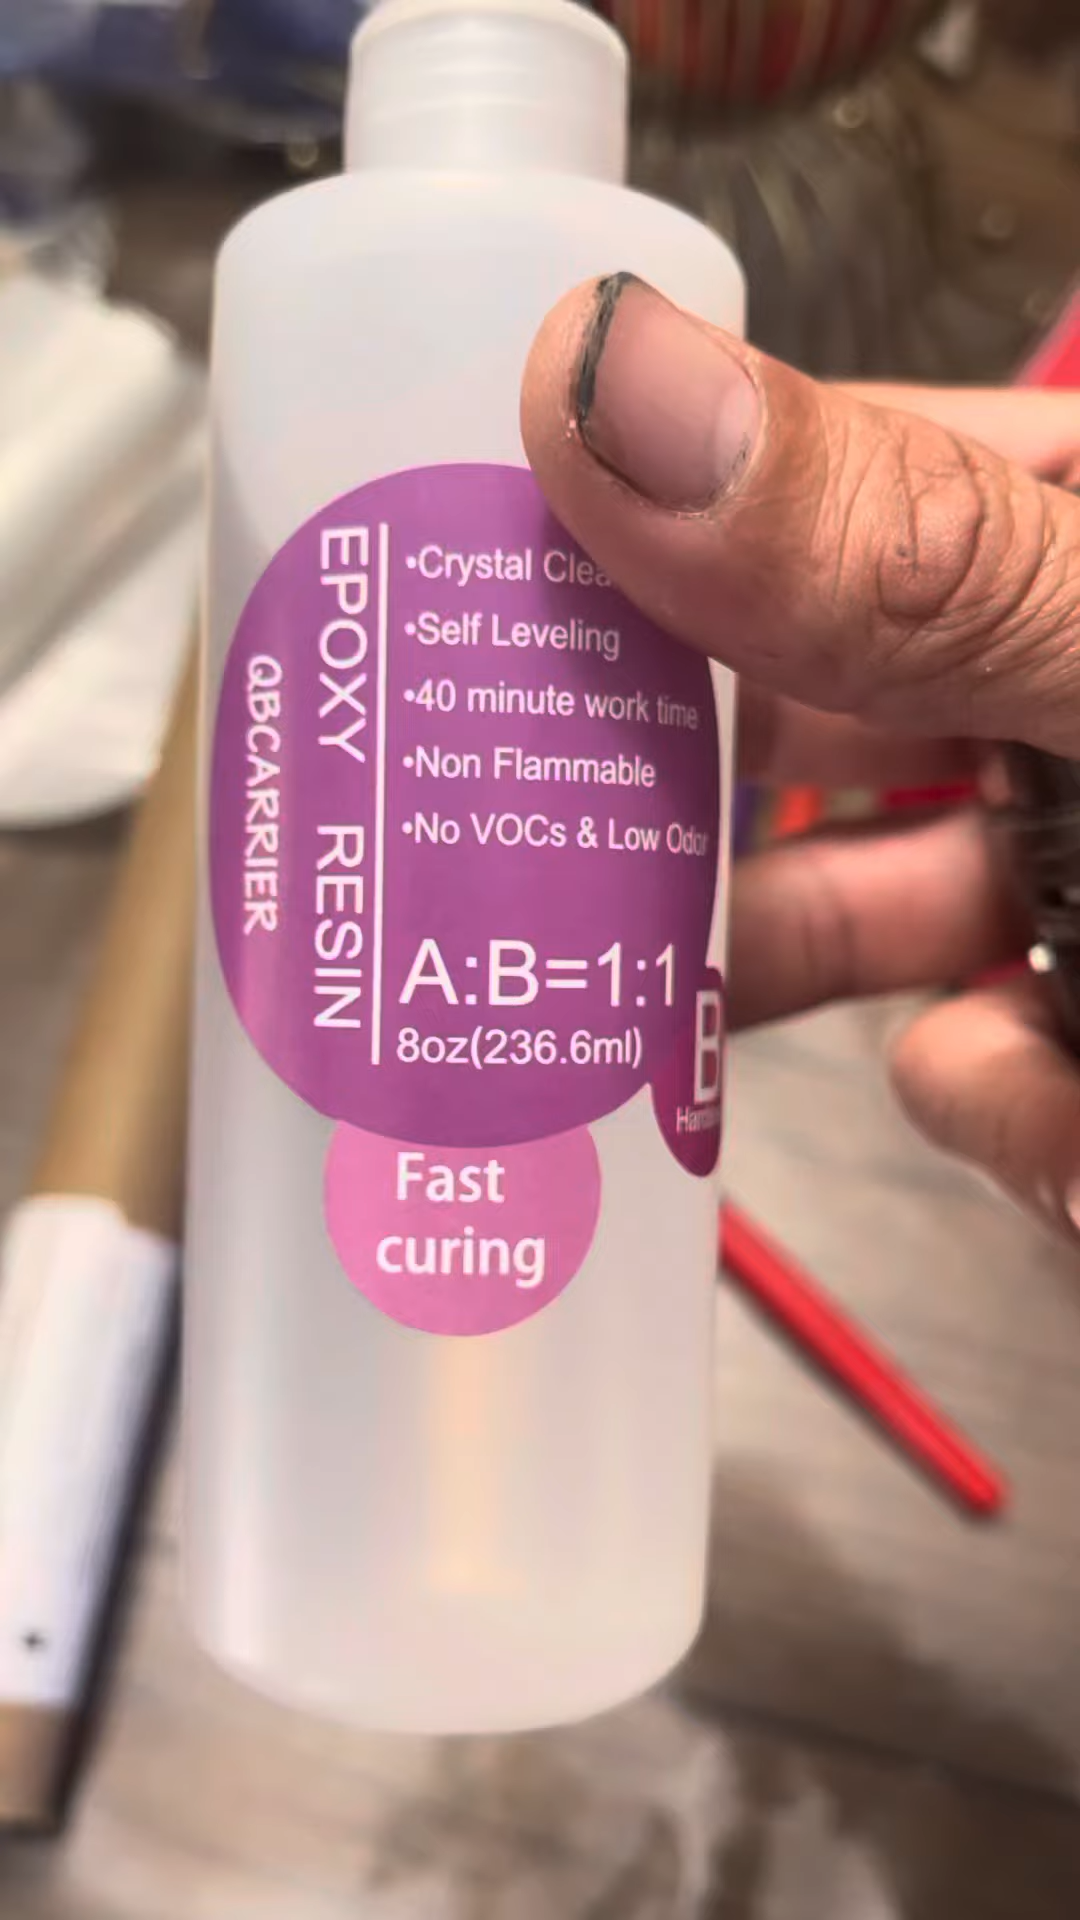 QBCARRIER
EPOXY RESIN
•Crystal
•Self Leveling
•40 minute work time
•Non Flammable
•No VOCs & Low Odor
A:B=1:1
8oz(236.6ml)
B
Fast
curing